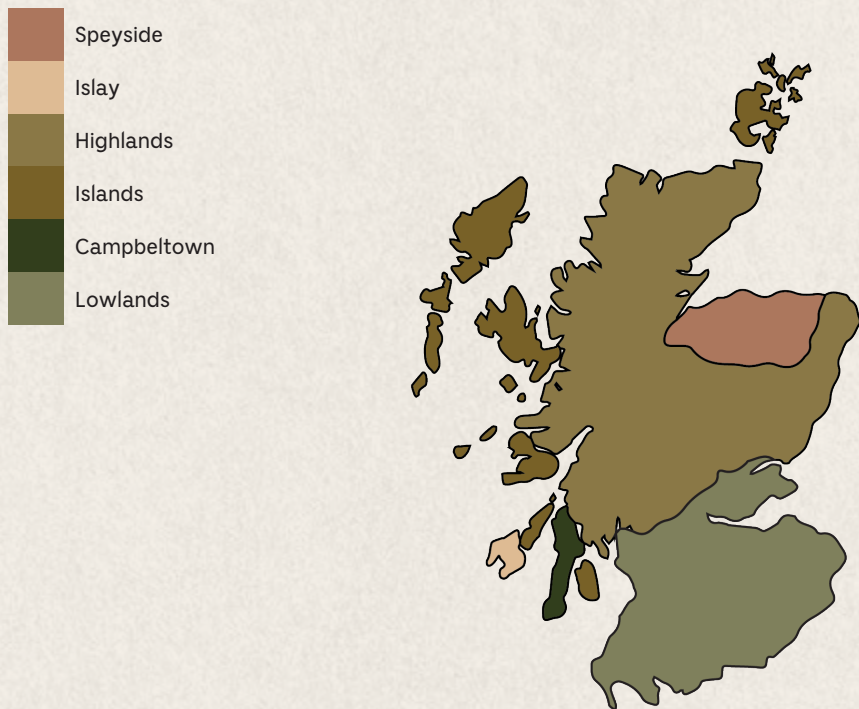 Speyside
Islay
Highlands
Islands
Campbeltown
Lowlands